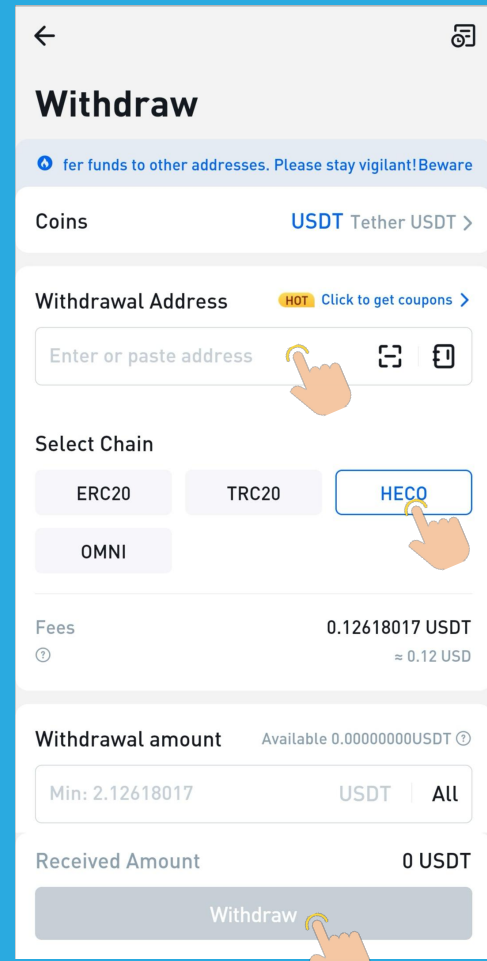 Withdraw
fer funds to other addresses. Please stay vigilant!Beware
Coins USDT Tether USDT >
Withdrawal Address HOT Click to get coupons >
Enter or paste address
Select Chain
ERC20 TRC20 HECO
OMNI
Fees 0.12618017 USDT
≈ 0.12 USD
Withdrawal amount Available 0.00000000USDT
Min: 2.12618017 USDT All
Received Amount 0 USDT
Withdraw